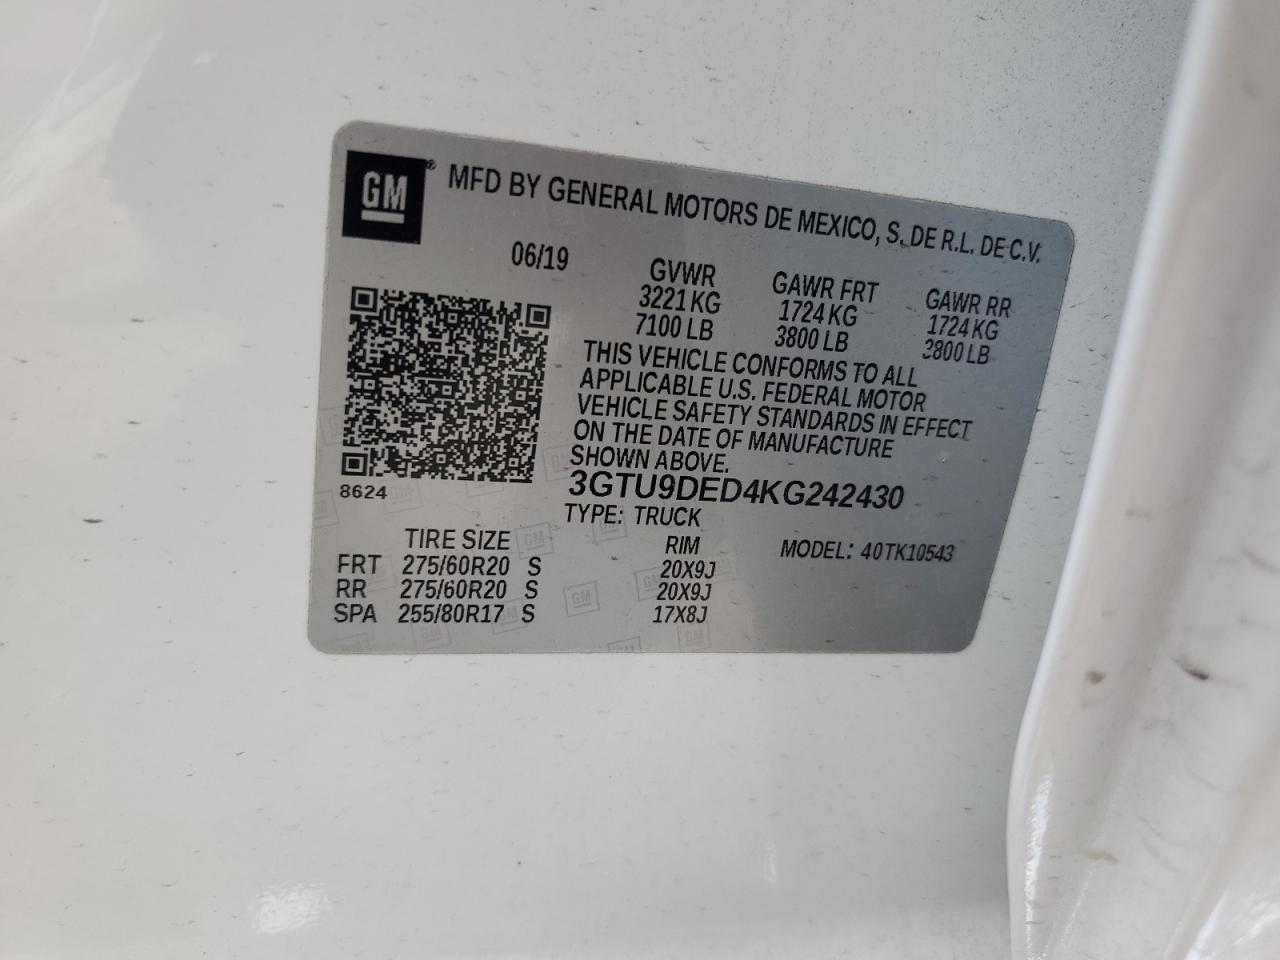 GM® MFD BY GENERAL MOTORS DE MEXICO, S. DE R.L. DE C.V.
06/19 GVWR GAWR FRT GAWR RR
3221 KG 1724 KG 1724 KG
7100 LB 3800 LB 3800 LB
THIS VEHICLE CONFORMS TO ALL
APPLICABLE U.S. FEDERAL MOTOR
VEHICLE SAFETY STANDARDS IN EFFECT
ON THE DATE OF MANUFACTURE
SHOWN ABOVE.
8624 3GTU9DED4KG242430
TYPE: TRUCK
TIRE SIZE RIM MODEL: 40TK10543
FRT 275/60R20 S 20X9J
RR 275/60R20 S 20X9J
SPA 255/80R17 S 17X8J